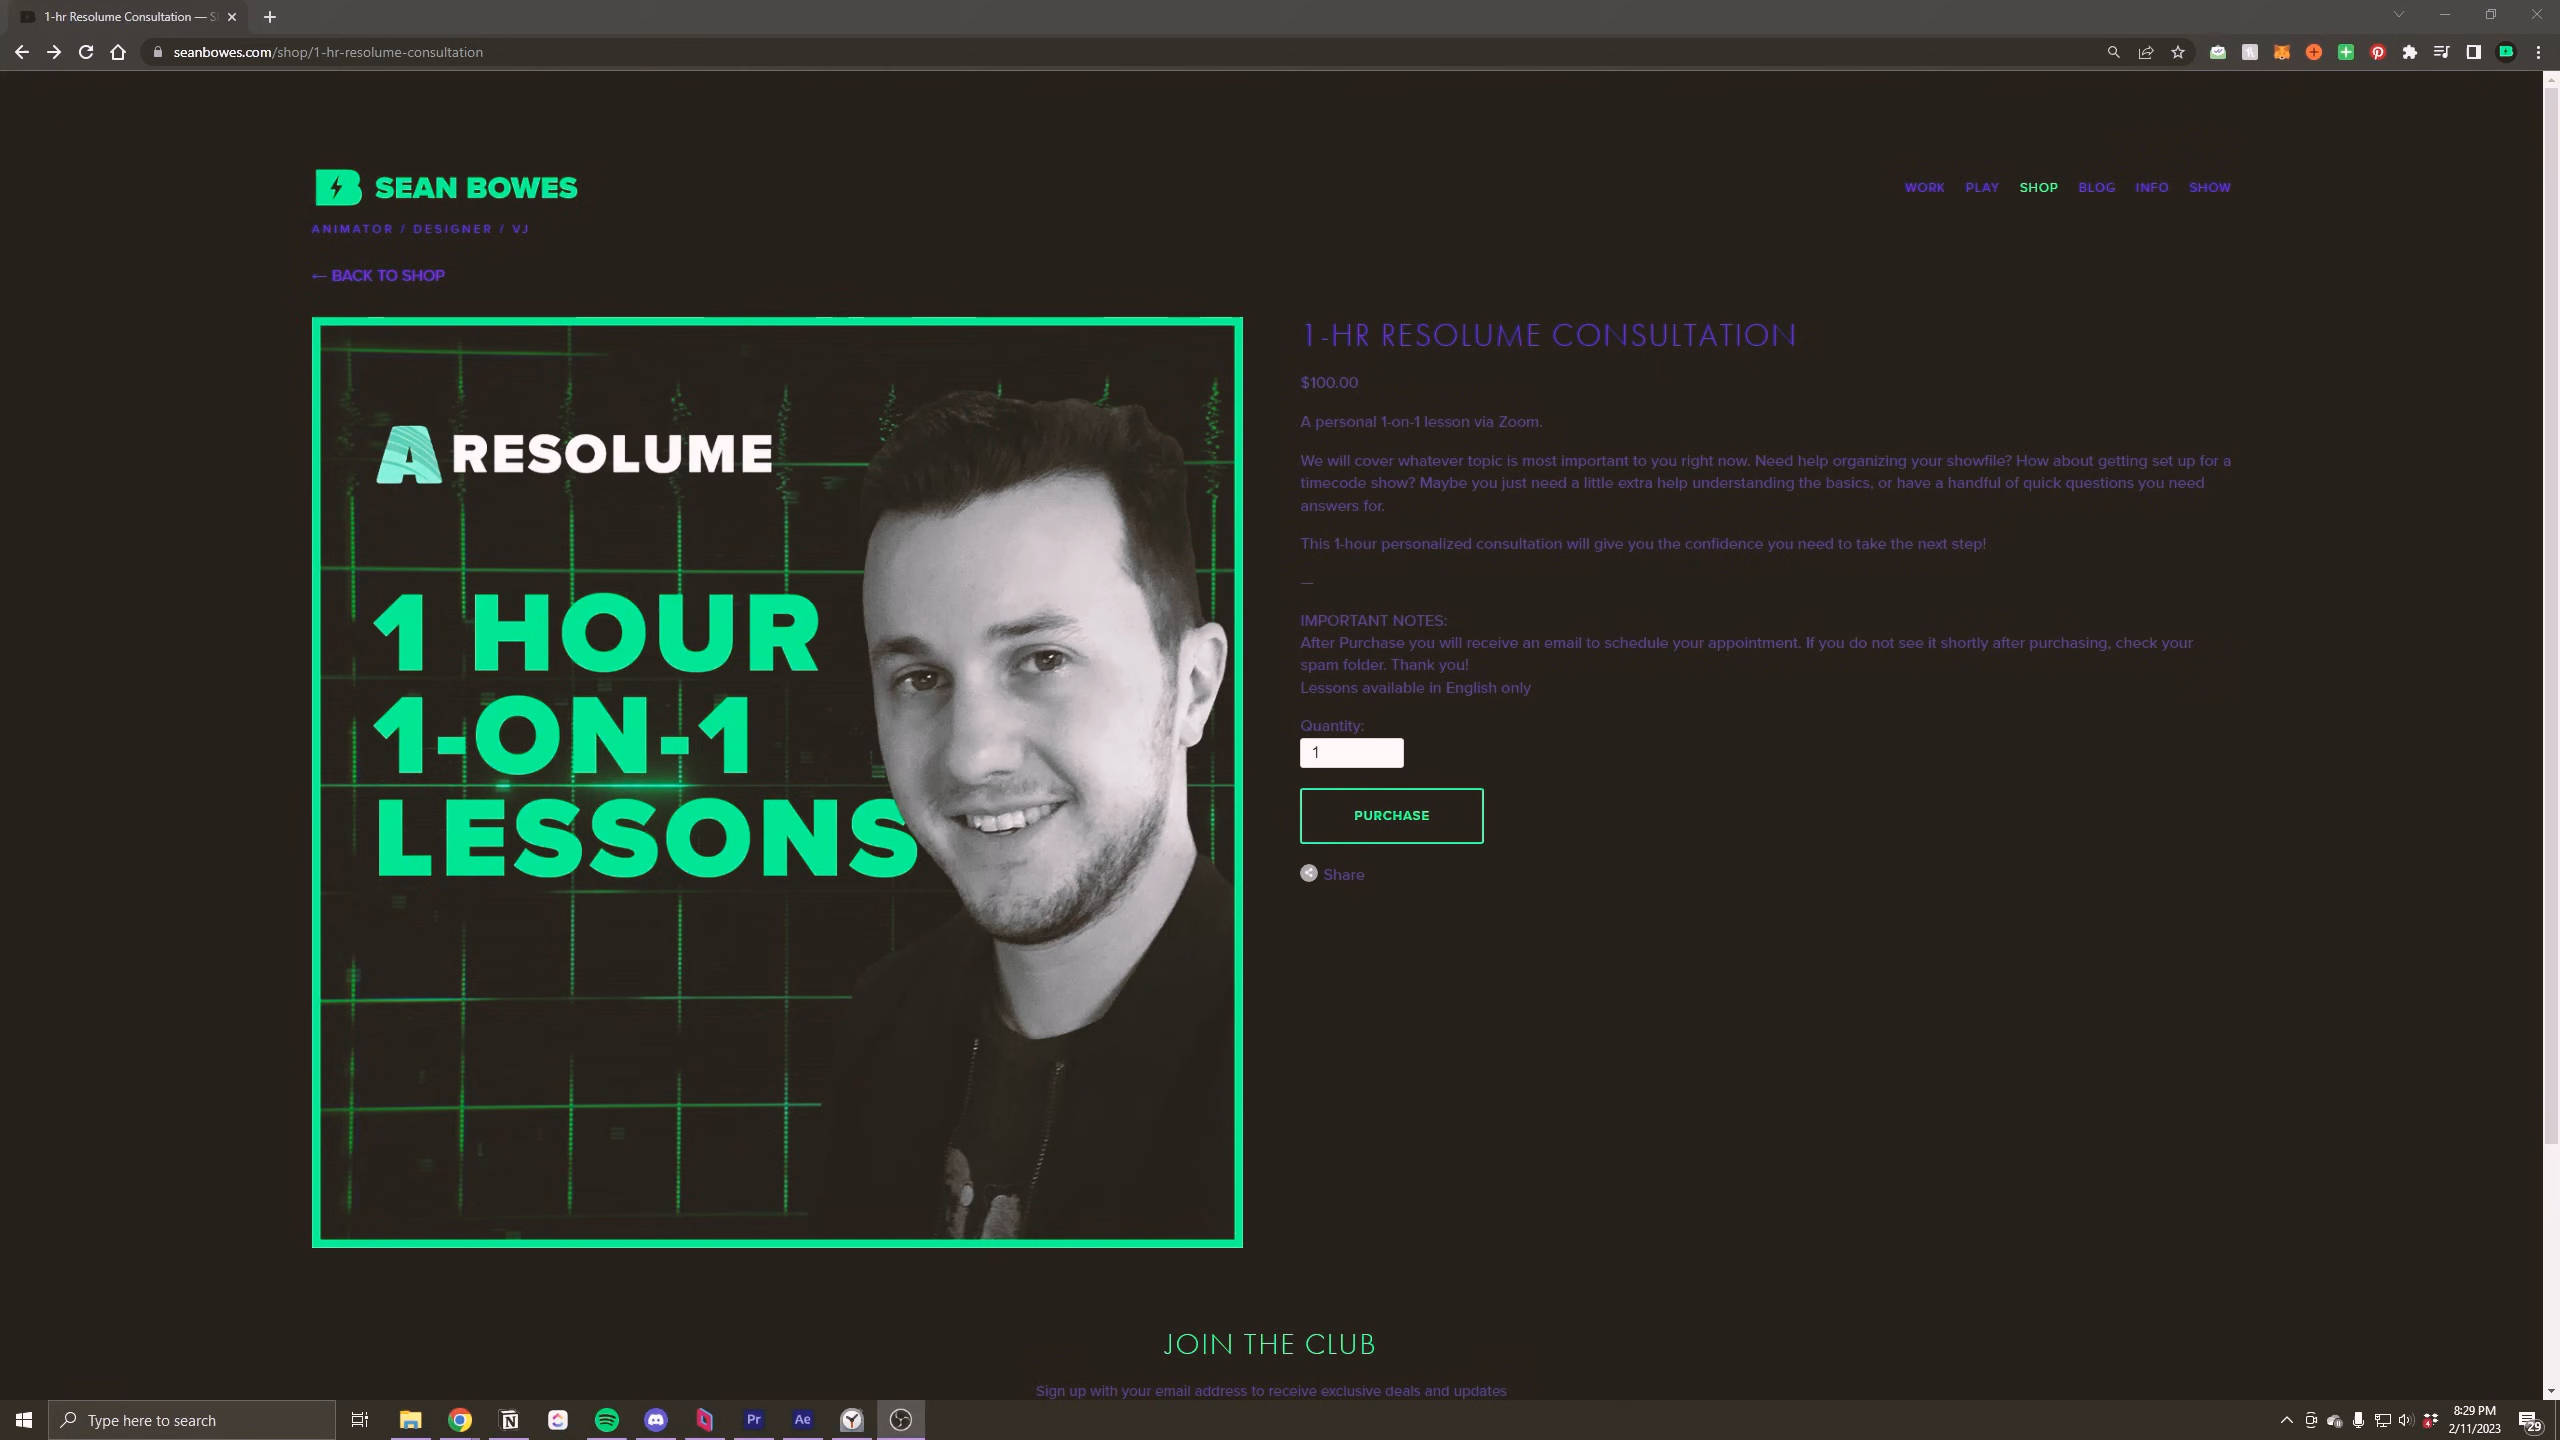 1-hr Resolume Consultation — S
seanbowes.com/shop/1-hr-resolume-consultation
SEAN BOWES
WORK PLAY SHOP BLOG INFO SHOW
ANIMATOR / DESIGNER / VJ
← BACK TO SHOP
A RESOLUME
1 HOUR
1-ON-1
LESSONS
1-HR RESOLUME CONSULTATION
$100.00
A personal 1-on-1 lesson via Zoom.
We will cover whatever topic is most important to you right now. Need help organizing your showfile? How about getting set up for a
timecode show? Maybe you just need a little extra help understanding the basics, or have a handful of quick questions you need
answers for.
This 1-hour personalized consultation will give you the confidence you need to take the next step!
—
IMPORTANT NOTES:
After Purchase you will receive an email to schedule your appointment. If you do not see it shortly after purchasing, check your
spam folder. Thank you!
Lessons available in English only
Quantity:
1
PURCHASE
Share
JOIN THE CLUB
Sign up with your email address to receive exclusive deals and updates
Type here to search
Pr
Ae
8:29 PM
2/11/2023
29